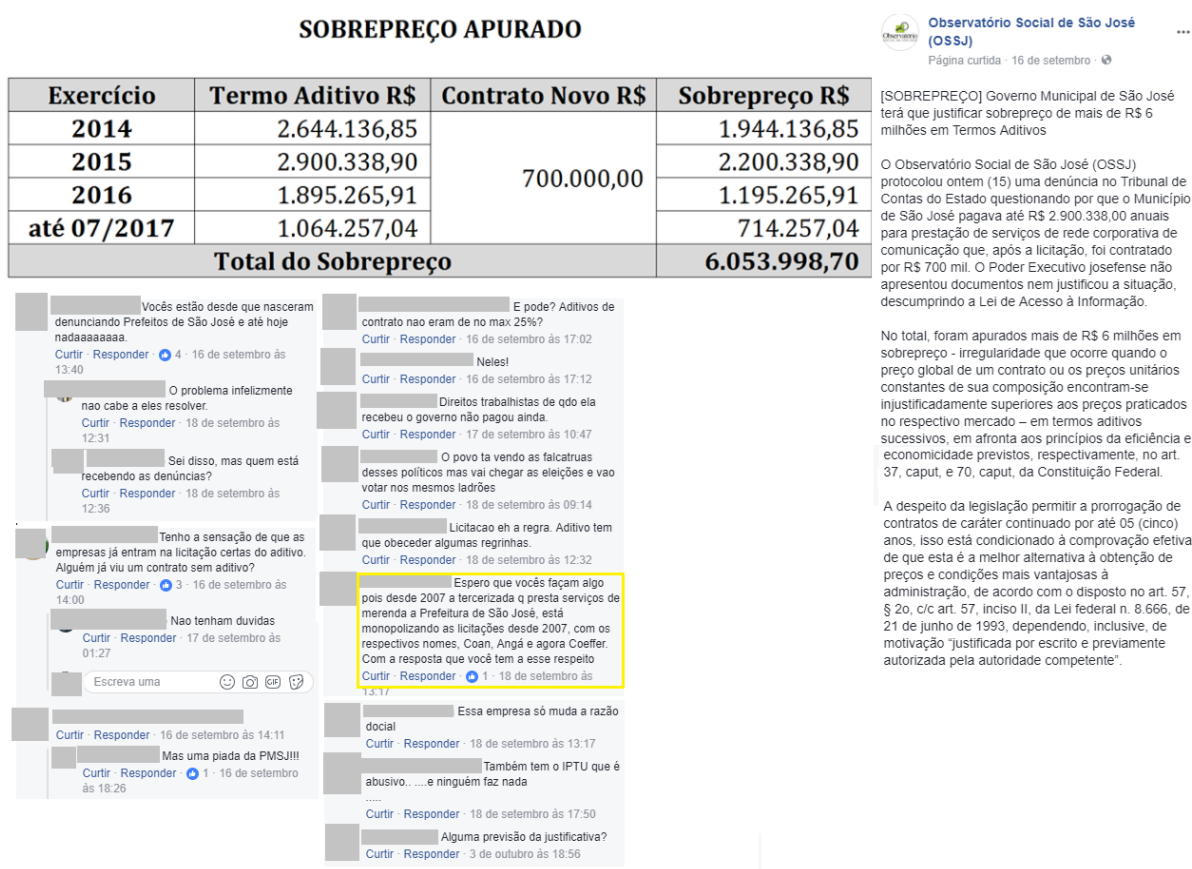 SOBREPREÇO APURADO
Exercício Termo Aditivo R$ Contrato Novo R$ Sobrepreço R$
2014 2.644.136,85 1.944.136,85
2015 2.900.338,90 2.200.338,90
700.000,00
2016 1.895.265,91 1.195.265,91
até 07/2017 1.064.257,04 714.257,04
Total do Sobrepreço 6.053.998,70
Vocês estão desde que nasceram
denunciando Prefeitos de São José e até hoje
nadaaaaaaaa.
Curtir · Responder · 4 · 16 de setembro às
13:40
O problema infelizmente
nao cabe a eles resolver.
Curtir · Responder · 18 de setembro às
12:31
Sei disso, mas quem está
recebendo as denúncias?
Curtir · Responder · 18 de setembro às
12:36
Tenho a sensação de que as
empresas já entram na licitação certas do aditivo.
Alguém já viu um contrato sem aditivo?
Curtir · Responder · 3 · 16 de setembro às
14:00
Nao tenham duvidas
Curtir · Responder · 17 de setembro às
01:27
Escreva uma
GIF
Curtir · Responder · 16 de setembro às 14:11
Mas uma piada da PMSJ!!!
Curtir · Responder · 1 · 16 de setembro
às 18:26
E pode? Aditivos de
contrato nao eram de no max 25%?
Curtir · Responder · 16 de setembro às 17:02
Neles!
Curtir · Responder · 16 de setembro às 17:12
Direitos trabalhistas de qdo ela
recebeu o governo não pagou ainda.
Curtir · Responder · 17 de setembro às 10:47
O povo ta vendo as falcatruas
desses políticos mas vai chegar as eleições e vao
votar nos mesmos ladrões
Curtir · Responder · 18 de setembro às 09:14
Licitacao eh a regra. Aditivo tem
que obeceder algumas regrinhas.
Curtir · Responder · 18 de setembro às 12:32
Espero que vocês façam algo
pois desde 2007 a tercerizada q presta serviços de
merenda a Prefeitura de São José, está
monopolizando as licitações desde 2007, com os
respectivos nomes, Coan, Angá e agora Coeffer.
Com a resposta que você tem a esse respeito
Curtir · Responder · 1 · 18 de setembro às
13:17
Essa empresa só muda a razão
docial
Curtir · Responder · 18 de setembro às 13:17
Também tem o IPTU que é
abusivo.. ....e ninguém faz nada
.....
Curtir · Responder · 18 de setembro às 17:50
Alguma previsão da justificativa?
Curtir · Responder · 3 de outubro às 18:56
Observatório
Observatório Social de São José
(OSSJ)
Página curtida · 16 de setembro ·
[SOBREPREÇO] Governo Municipal de São José
terá que justificar sobrepreço de mais de R$ 6
milhões em Termos Aditivos
O Observatório Social de São José (OSSJ)
protocolou ontem (15) uma denúncia no Tribunal de
Contas do Estado questionando por que o Município
de São José pagava até R$ 2.900.338,00 anuais
para prestação de serviços de rede corporativa de
comunicação que, após a licitação, foi contratado
por R$ 700 mil. O Poder Executivo josefense não
apresentou documentos nem justificou a situação,
descumprindo a Lei de Acesso à Informação.
No total, foram apurados mais de R$ 6 milhões em
sobrepreço - irregularidade que ocorre quando o
preço global de um contrato ou os preços unitários
constantes de sua composição encontram-se
injustificadamente superiores aos preços praticados
no respectivo mercado – em termos aditivos
sucessivos, em afronta aos princípios da eficiência e
economicidade previstos, respectivamente, no art.
37, caput, e 70, caput, da Constituição Federal.
A despeito da legislação permitir a prorrogação de
contratos de caráter continuado por até 05 (cinco)
anos, isso está condicionado à comprovação efetiva
de que esta é a melhor alternativa à obtenção de
preços e condições mais vantajosas à
administração, de acordo com o disposto no art. 57,
§ 2o, c/c art. 57, inciso II, da Lei federal n. 8.666, de
21 de junho de 1993, dependendo, inclusive, de
motivação “justificada por escrito e previamente
autorizada pela autoridade competente”.